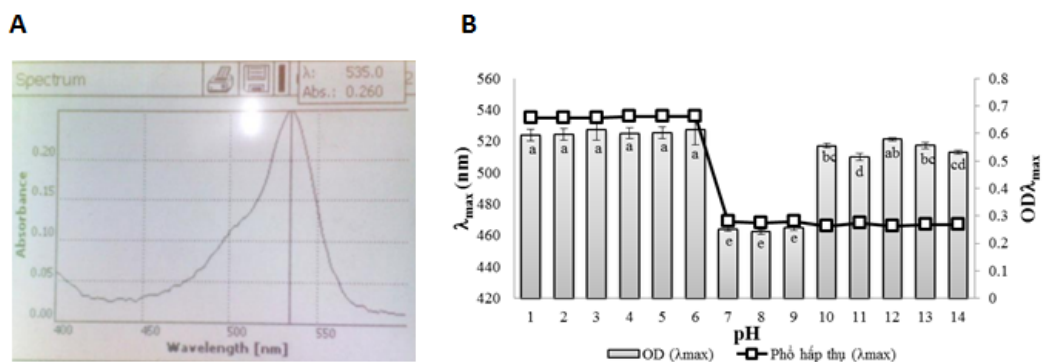 A
B
Spectrum
λ: 535.0
Abs.: 0.260
2
Absorbance
0.20
0.15
0.10
0.05
0.00
400 450 500 550
Wavelength [nm]
λmax (nm)
560
540
520
500
480
460
440
420
a a a a a a e e e bc d ab bc cd
0.8
0.7
0.6
0.5
0.4
0.3
0.2
0.1
0
ODλmax
1 2 3 4 5 6 7 8 9 10 11 12 13 14
pH
OD (λmax) Phổ hấp thụ (λmax)